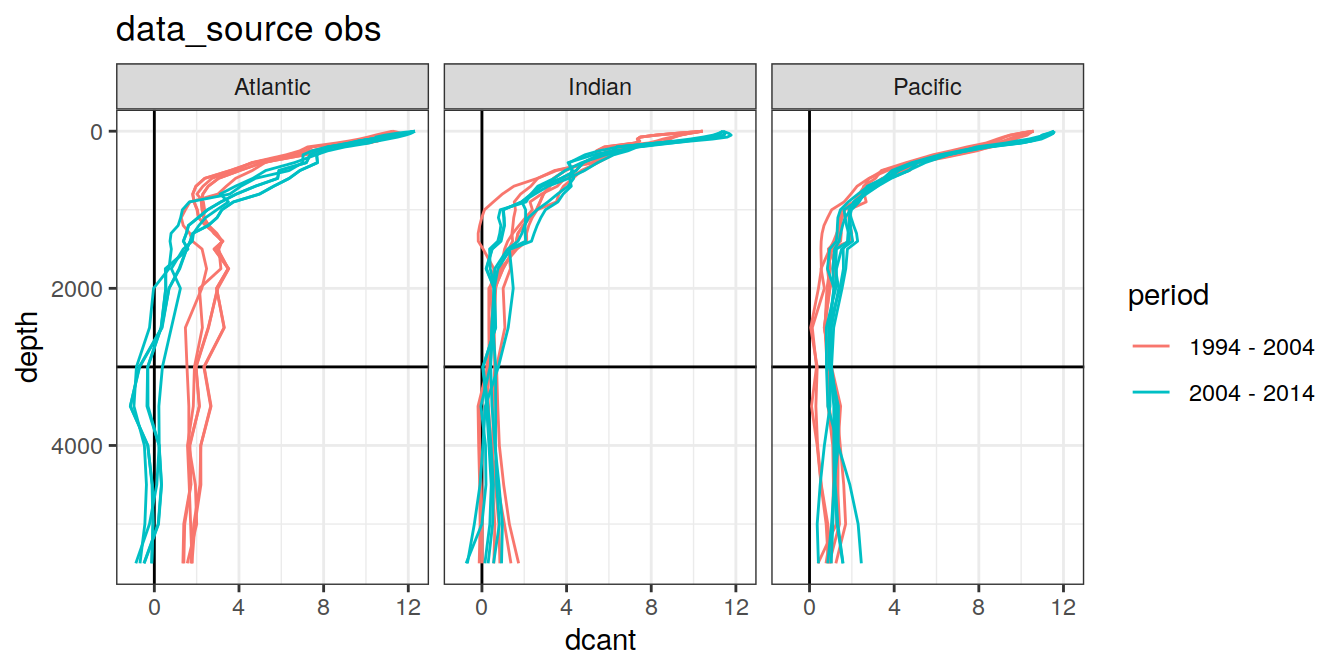 data_source obs
Atlantic Indian Pacific
0
2000
4000
depth
0 4 8 12 0 4 8 12 0 4 8 12
dcant
period
1994 - 2004
2004 - 2014